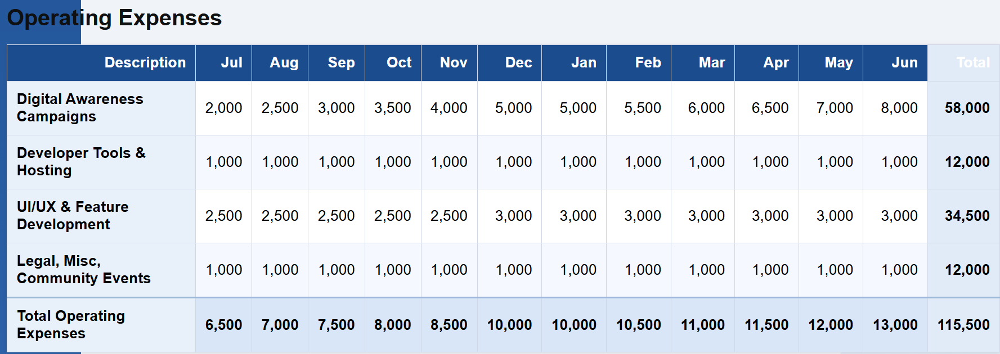 Operating Expenses
Description Jul Aug Sep Oct Nov Dec Jan Feb Mar Apr May Jun Total
Digital Awareness
Campaigns 2,000 2,500 3,000 3,500 4,000 5,000 5,000 5,500 6,000 6,500 7,000 8,000 58,000
Developer Tools &
Hosting 1,000 1,000 1,000 1,000 1,000 1,000 1,000 1,000 1,000 1,000 1,000 1,000 12,000
UI/UX & Feature
Development 2,500 2,500 2,500 2,500 2,500 3,000 3,000 3,000 3,000 3,000 3,000 3,000 34,500
Legal, Misc,
Community Events 1,000 1,000 1,000 1,000 1,000 1,000 1,000 1,000 1,000 1,000 1,000 1,000 12,000
Total Operating
Expenses 6,500 7,000 7,500 8,000 8,500 10,000 10,000 10,500 11,000 11,500 12,000 13,000 115,500